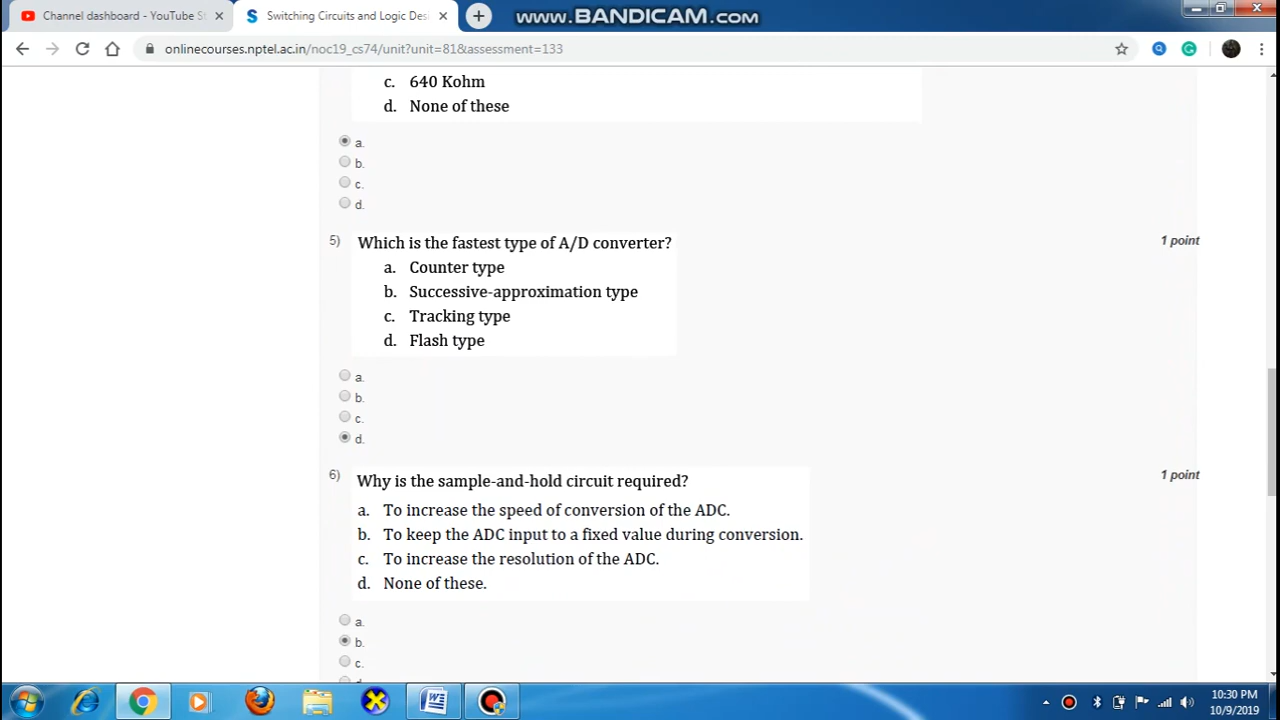 Channel dashboard - YouTube St
Switching Circuits and Logic Des
www.BANDICAM.com
onlinecourses.nptel.ac.in/noc19_cs74/unit?unit=81&assessment=133
c. 640 Kohm
d. None of these
a.
b.
c.
d.
5) Which is the fastest type of A/D converter? 1 point
a. Counter type
b. Successive-approximation type
c. Tracking type
d. Flash type
a.
b.
c.
d.
6) Why is the sample-and-hold circuit required? 1 point
a. To increase the speed of conversion of the ADC.
b. To keep the ADC input to a fixed value during conversion.
c. To increase the resolution of the ADC.
d. None of these.
a.
b.
c.
10:30 PM
10/9/2019